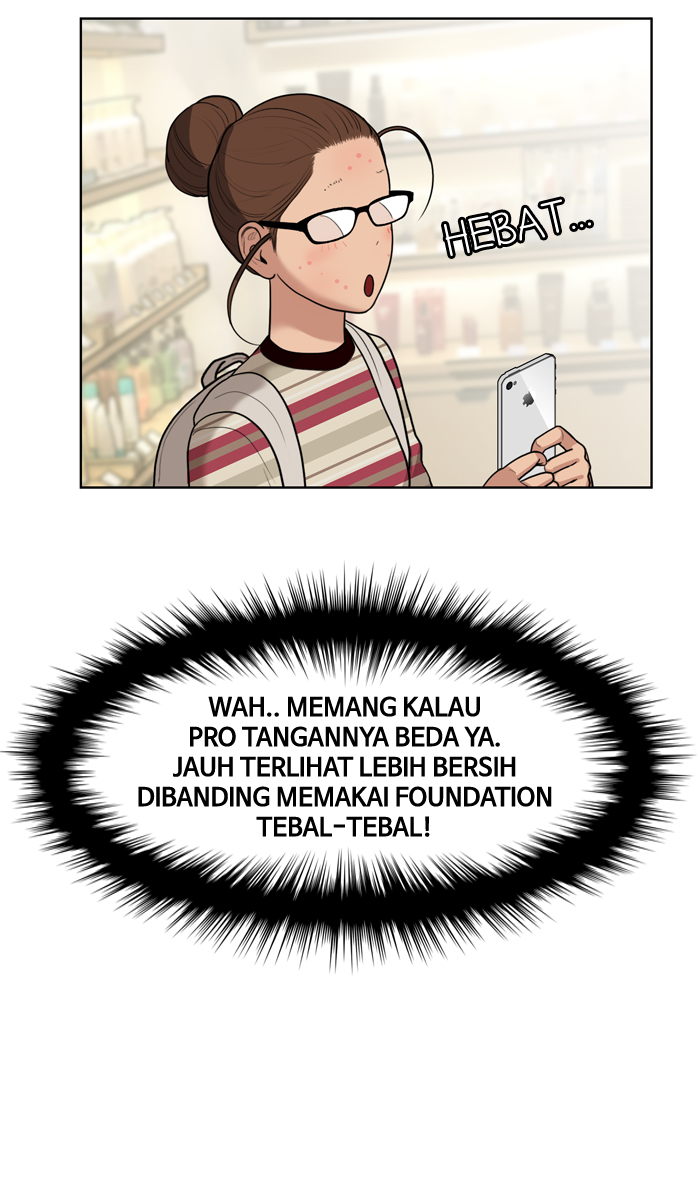 HEBAT...
WAH.. MEMANG KALAU
PRO TANGANNYA BEDA YA.
JAUH TERLIHAT LEBIH BERSIH
DIBANDING MEMAKAI FOUNDATION
TEBAL-TEBAL!